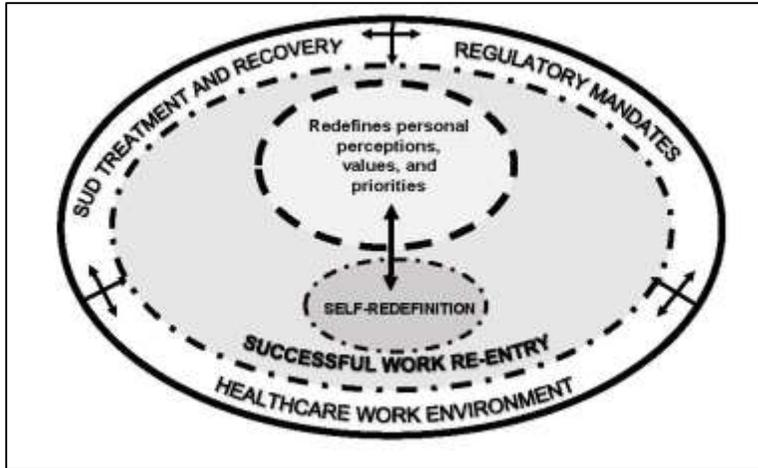 SUD TREATMENT AND RECOVERY
REGULATORY MANDATES
Redefines personal
perceptions,
values, and
priorities
SELF-REDEFINITION
SUCCESSFUL WORK RE-ENTRY
HEALTHCARE WORK ENVIRONMENT